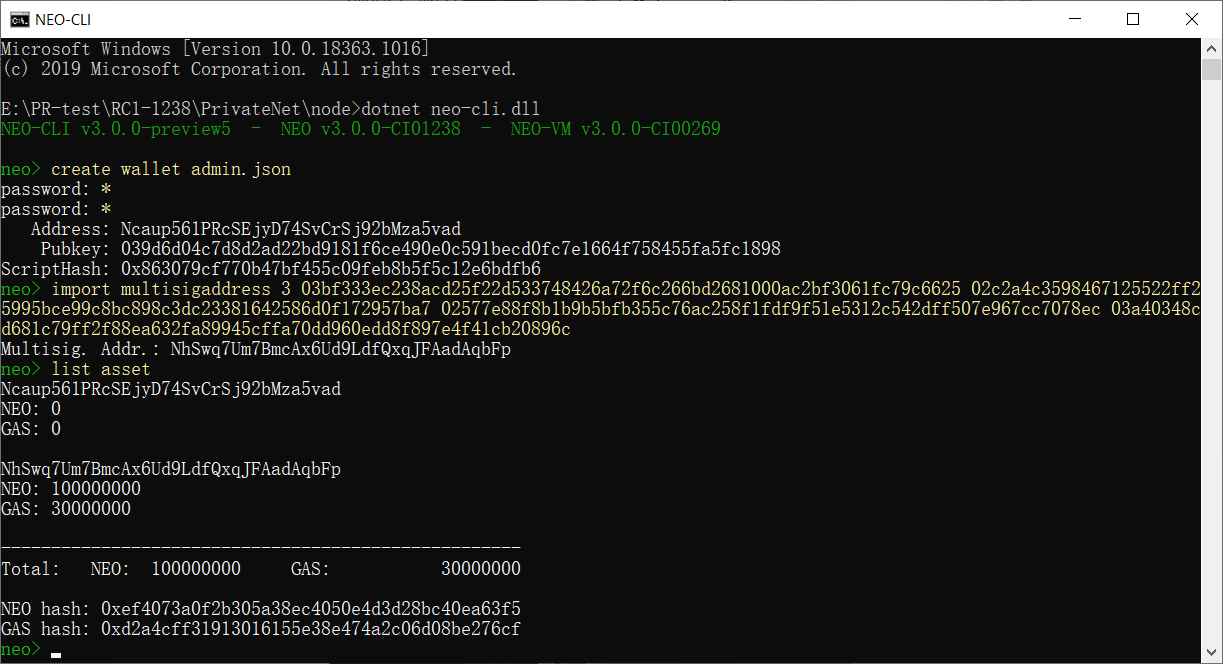 NEO-CLI
Microsoft Windows [Version 10.0.18363.1016]
(c) 2019 Microsoft Corporation. All rights reserved.
E:\PR-test\RC1-1238\PrivateNet\node>dotnet neo-cli.dll
NEO-CLI v3.0.0-preview5  -  NEO v3.0.0-CI01238  -  NEO-VM v3.0.0-CI00269
neo> create wallet admin.json
password: *
password: *
Address: Ncaup561PRcSEjyD74SvCrSj92bMza5vad
Pubkey: 039d6d04c7d8d2ad22bd9181f6ce490e0c591becd0fc7e1664f758455fa5fc1898
ScriptHash: 0x863079cf770b47bf455c09feb8b5f5c12e6bdfb6
neo> import multisigaddress 3 03bf333ec238acd25f22d533748426a72f6c266bd2681000ac2bf3061fc79c6625 02c2a4c3598467125522ff2
5995bce99c8bc898c3dc23381642586d0f172957ba7 02577e88f8b1b9b5bfb355c76ac258f1fdf9f51e5312c542dff507e967cc7078ec 03a40348c
d681c79ff2f88ea632fa89945cffa70dd960edd8f897e4f41cb20896c
Multisig. Addr.: NhSwq7Um7BmcAx6Ud9LdfQxqJFAadAqbFp
neo> list asset
Ncaup561PRcSEjyD74SvCrSj92bMza5vad
NEO: 0
GAS: 0
NhSwq7Um7BmcAx6Ud9LdfQxqJFAadAqbFp
NEO: 100000000
GAS: 30000000
----------------------------------------------------
Total:   NEO:  100000000     GAS:           30000000
NEO hash: 0xef4073a0f2b305a38ec4050e4d3d28bc40ea63f5
GAS hash: 0xd2a4cff31913016155e38e474a2c06d08be276cf
neo> _